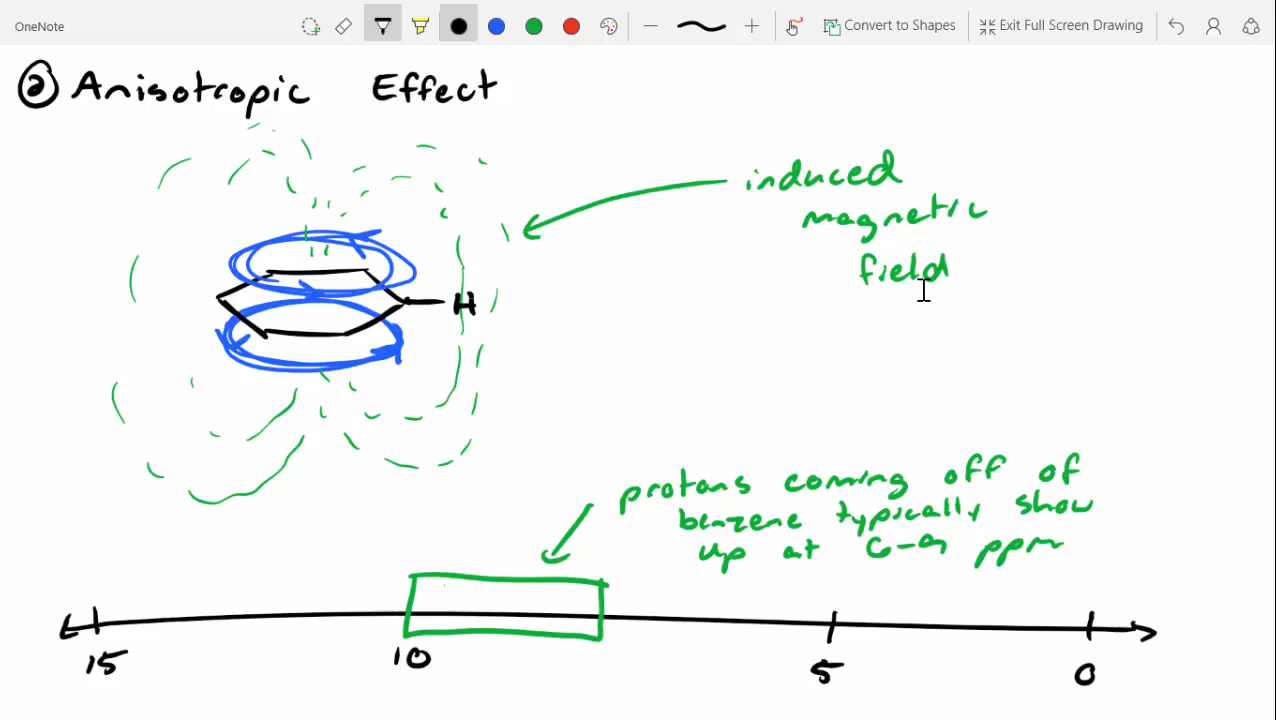 OneNote
Convert to Shapes
Exit Full Screen Drawing
② Anisotropic Effect
induced
magnetic
field
H
protons coming off of
benzene typically show
up at 6-9 ppm
15 10 5 0